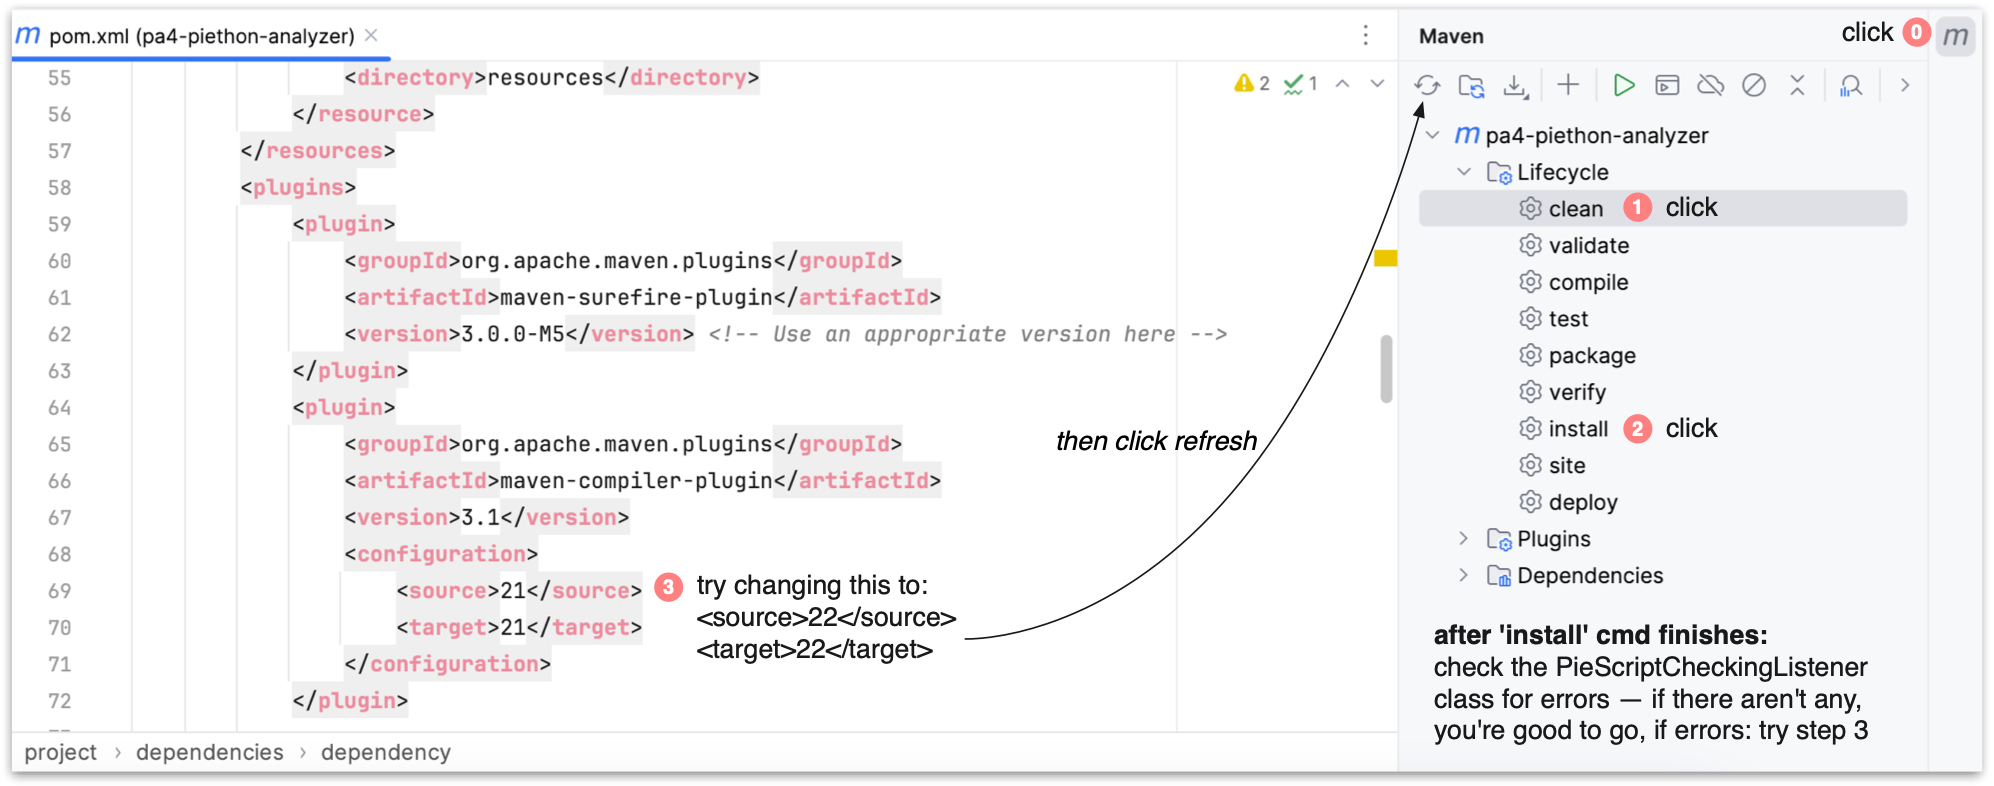 m pom.xml (pa4-piethon-analyzer)
55 <directory>resources</directory>
56 </resource>
57 </resources>
58 <plugins>
59 <plugin>
60 <groupId>org.apache.maven.plugins</groupId>
61 <artifactId>maven-surefire-plugin</artifactId>
62 <version>3.0.0-M5</version> <!-- Use an appropriate version here -->
63 </plugin>
64 <plugin>
65 <groupId>org.apache.maven.plugins</groupId>
66 <artifactId>maven-compiler-plugin</artifactId>
67 <version>3.1</version>
68 <configuration>
69 <source>21</source>
70 <target>21</target>
71 </configuration>
72 </plugin>
2 1
3 try changing this to:
<source>22</source>
<target>22</target>
then click refresh
project › dependencies › dependency
Maven
click 0 m
m pa4-piethon-analyzer
Lifecycle
clean 1 click
validate
compile
test
package
verify
install 2 click
site
deploy
Plugins
Dependencies
after 'install' cmd finishes:
check the PieScriptCheckingListener
class for errors — if there aren't any,
you're good to go, if errors: try step 3